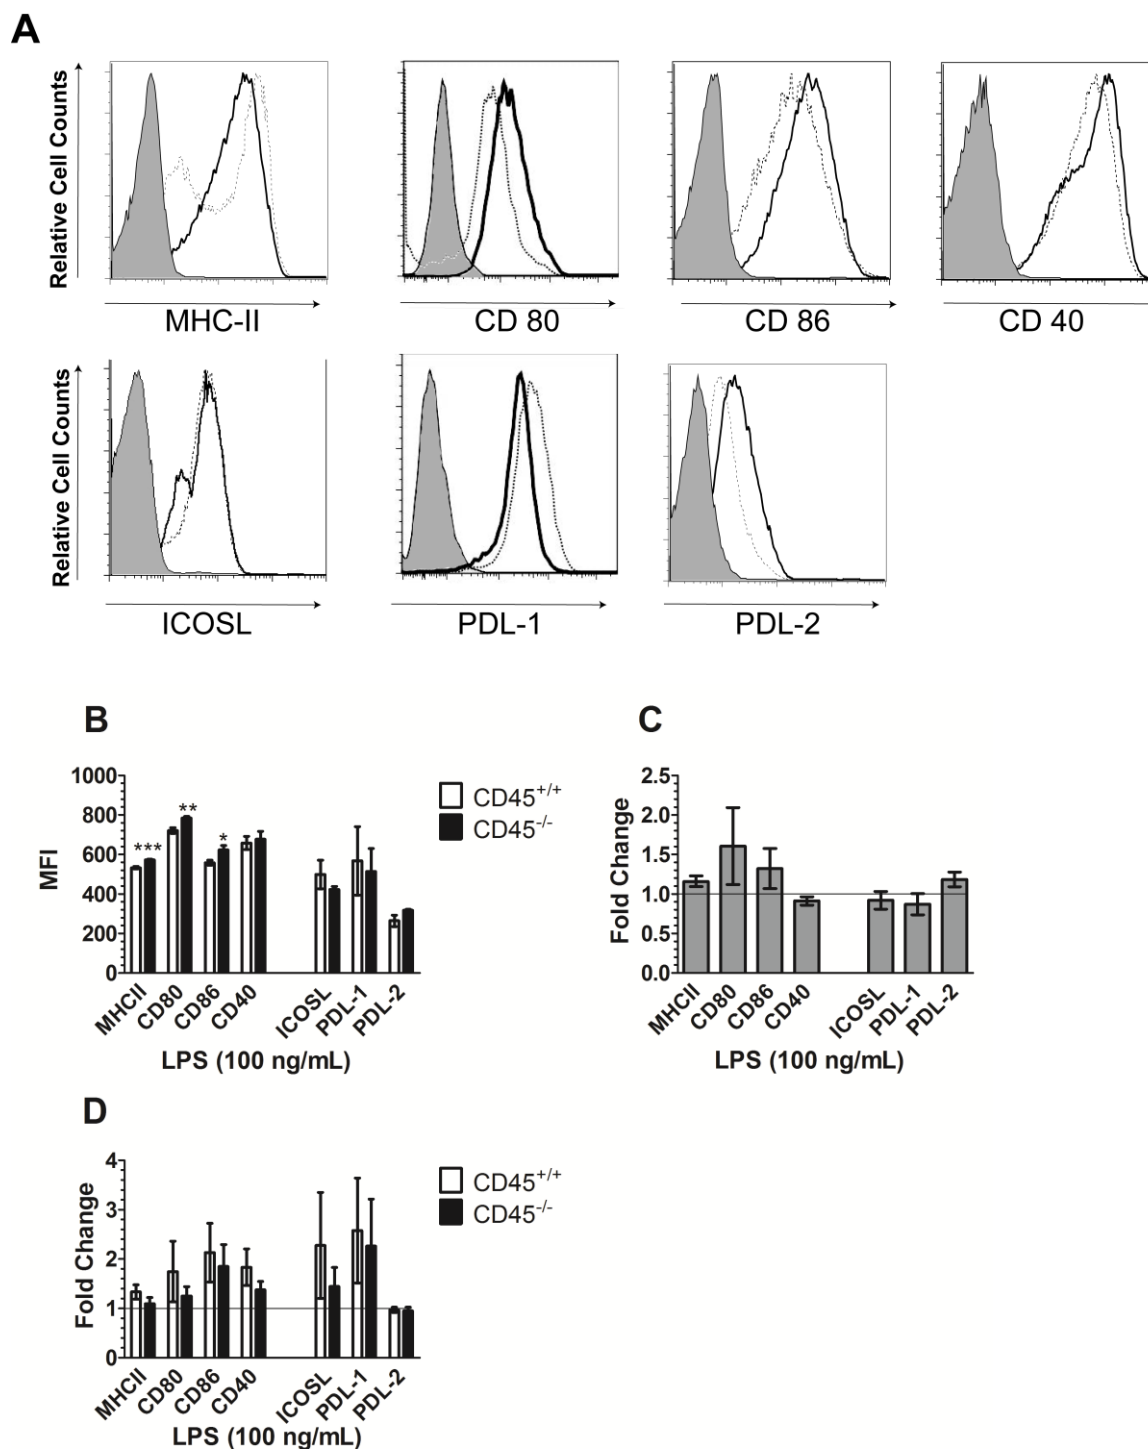 A
Relative Cell Counts
MHC-II
CD 80
CD 86
CD 40
Relative Cell Counts
ICOSL
PDL-1
PDL-2
B
MFI
1000
800
600
400
200
0
***
**
*
MHCII
CD80
CD86
CD40
ICOSL
PDL-1
PDL-2
LPS (100 ng/mL)
CD45+/+
CD45-/-
C
Fold Change
2.5
2.0
1.5
1.0
0.5
0.0
MHCII
CD80
CD86
CD40
ICOSL
PDL-1
PDL-2
LPS (100 ng/mL)
D
Fold Change
4
3
2
1
0
MHCII
CD80
CD86
CD40
ICOSL
PDL-1
PDL-2
LPS (100 ng/mL)
CD45+/+
CD45-/-